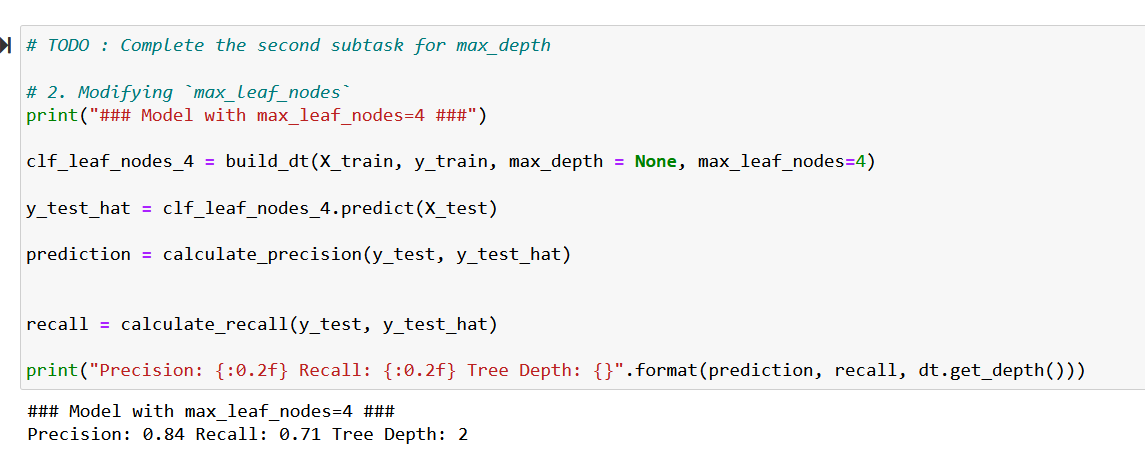 # TODO : Complete the second subtask for max_depth
# 2. Modifying `max_leaf_nodes`
print("### Model with max_leaf_nodes=4 ###")
clf_leaf_nodes_4 = build_dt(X_train, y_train, max_depth = None, max_leaf_nodes=4)
y_test_hat = clf_leaf_nodes_4.predict(X_test)
prediction = calculate_precision(y_test, y_test_hat)
recall = calculate_recall(y_test, y_test_hat)
print("Precision: {:0.2f} Recall: {:0.2f} Tree Depth: {}".format(prediction, recall, dt.get_depth()))
### Model with max_leaf_nodes=4 ###
Precision: 0.84 Recall: 0.71 Tree Depth: 2